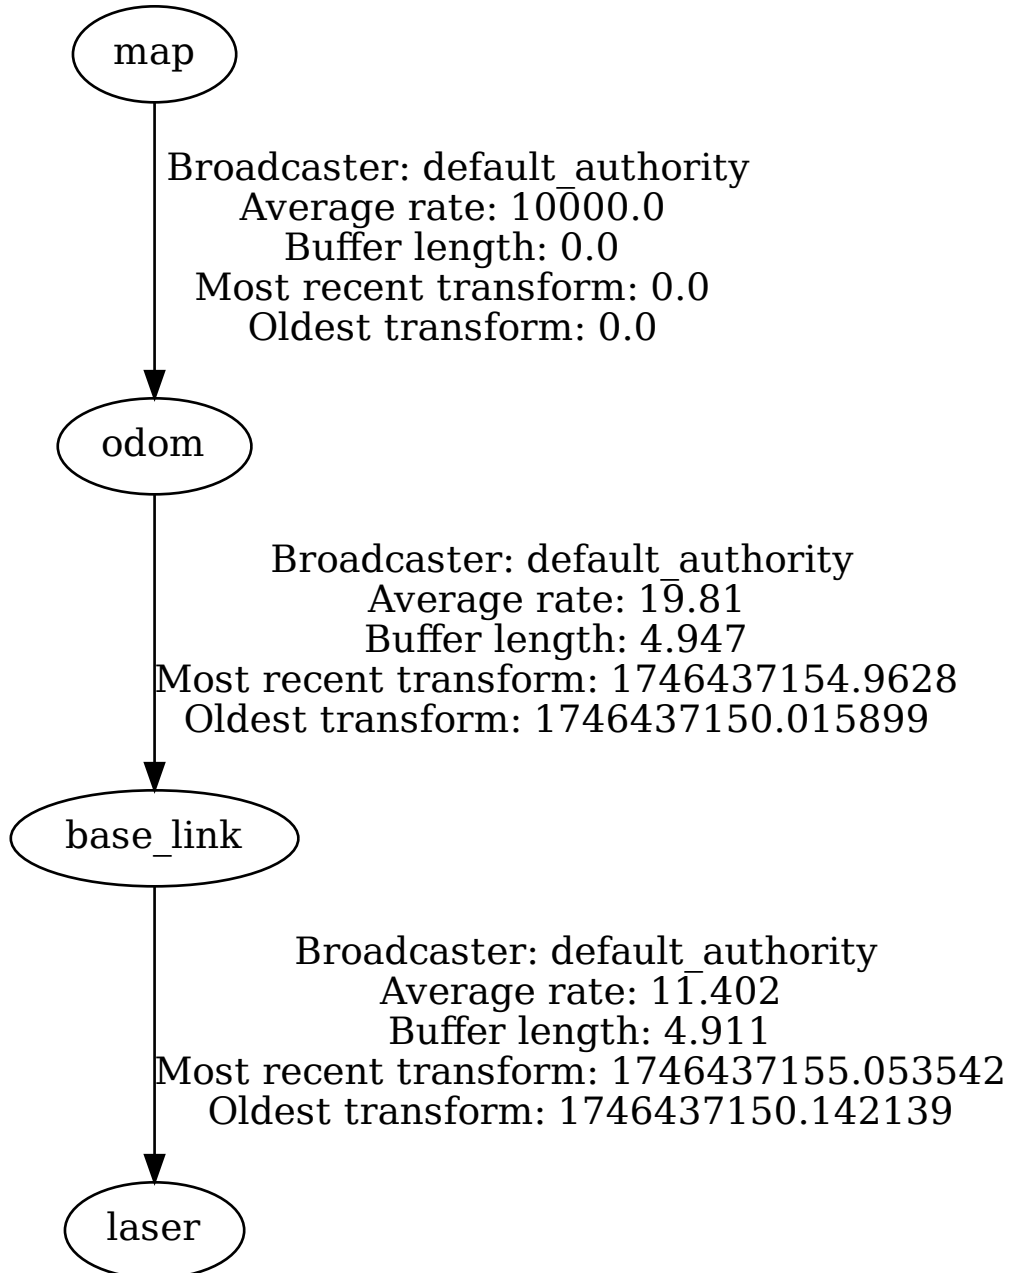 map
Broadcaster: default_authority
Average rate: 10000.0
Buffer length: 0.0
Most recent transform: 0.0
Oldest transform: 0.0
odom
Broadcaster: default_authority
Average rate: 19.81
Buffer length: 4.947
Most recent transform: 1746437154.9628
Oldest transform: 1746437150.015899
base_link
Broadcaster: default_authority
Average rate: 11.402
Buffer length: 4.911
Most recent transform: 1746437155.053542
Oldest transform: 1746437150.142139
laser